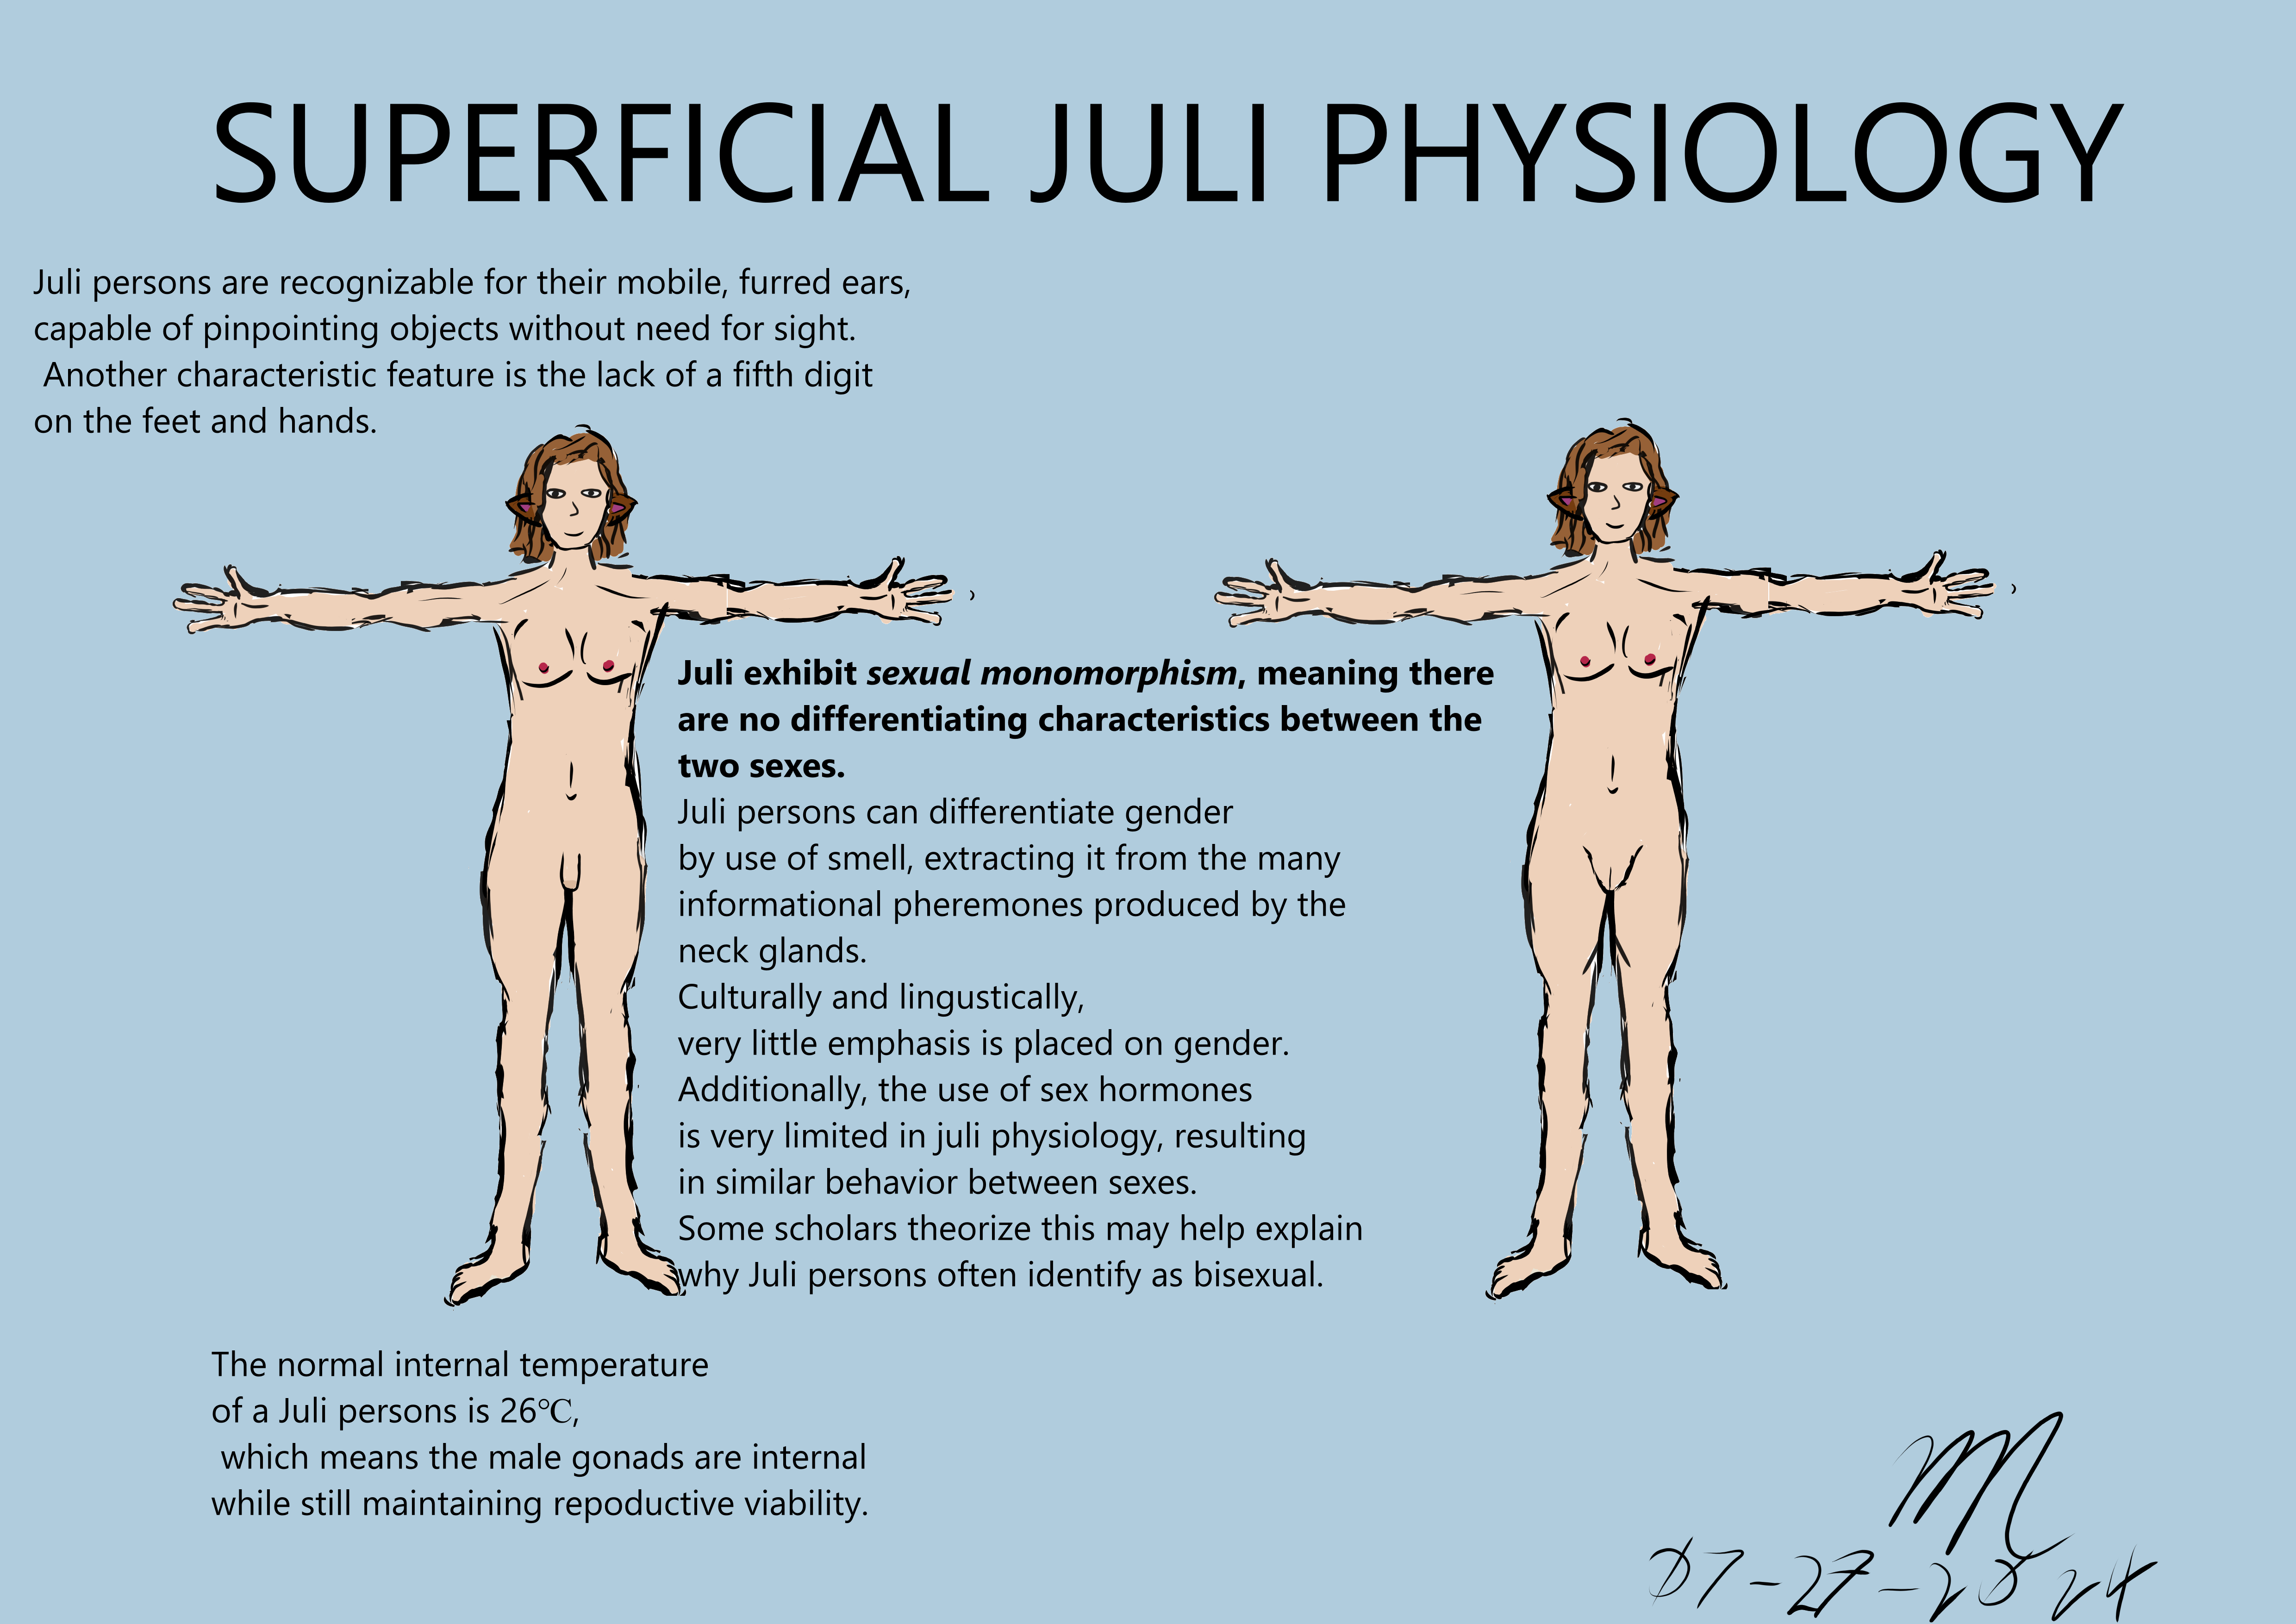 SUPERFICIAL JULI PHYSIOLOGY
Juli persons are recognizable for their mobile, furred ears,
capable of pinpointing objects without need for sight.
Another characteristic feature is the lack of a fifth digit
on the feet and hands.
Juli exhibit sexual monomorphism, meaning there
are no differentiating characteristics between the
two sexes.
Juli persons can differentiate gender
by use of smell, extracting it from the many
informational pheremones produced by the
neck glands.
Culturally and lingustically,
very little emphasis is placed on gender.
Additionally, the use of sex hormones
is very limited in juli physiology, resulting
in similar behavior between sexes.
Some scholars theorize this may help explain
why Juli persons often identify as bisexual.
The normal internal temperature
of a Juli persons is 26℃,
which means the male gonads are internal
while still maintaining repoductive viability.
M
07-27-2024